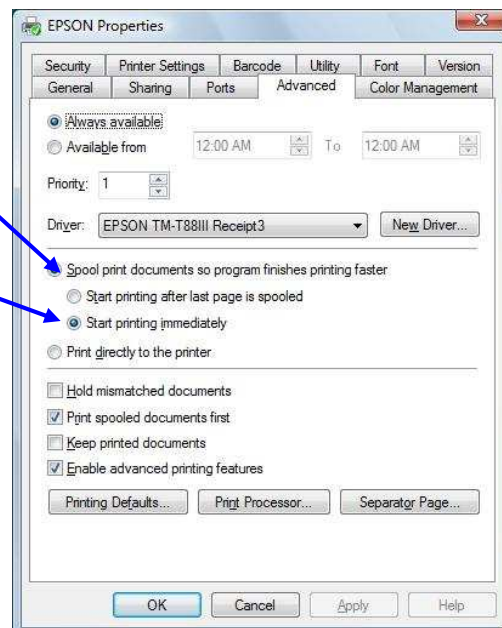 EPSON Properties
Security Printer Settings Barcode Utility Font Version
General Sharing Ports Advanced Color Management
Always available
Available from 12:00 AM To 12:00 AM
Priority: 1
Driver: EPSON TM-T88III Receipt3 New Driver...
Spool print documents so program finishes printing faster
Start printing after last page is spooled
Start printing immediately
Print directly to the printer
Hold mismatched documents
Print spooled documents first
Keep printed documents
Enable advanced printing features
Printing Defaults... Print Processor... Separator Page...
OK Cancel Apply Help